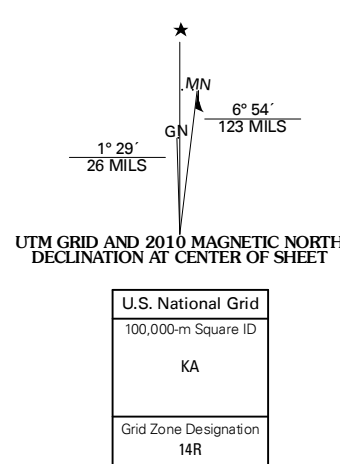 MN
6° 54´
123 MILS
GN
1° 29´
26 MILS
UTM GRID AND 2010 MAGNETIC NORTH
DECLINATION AT CENTER OF SHEET
U.S. National Grid
100,000-m Square ID
KA
Grid Zone Designation
14R